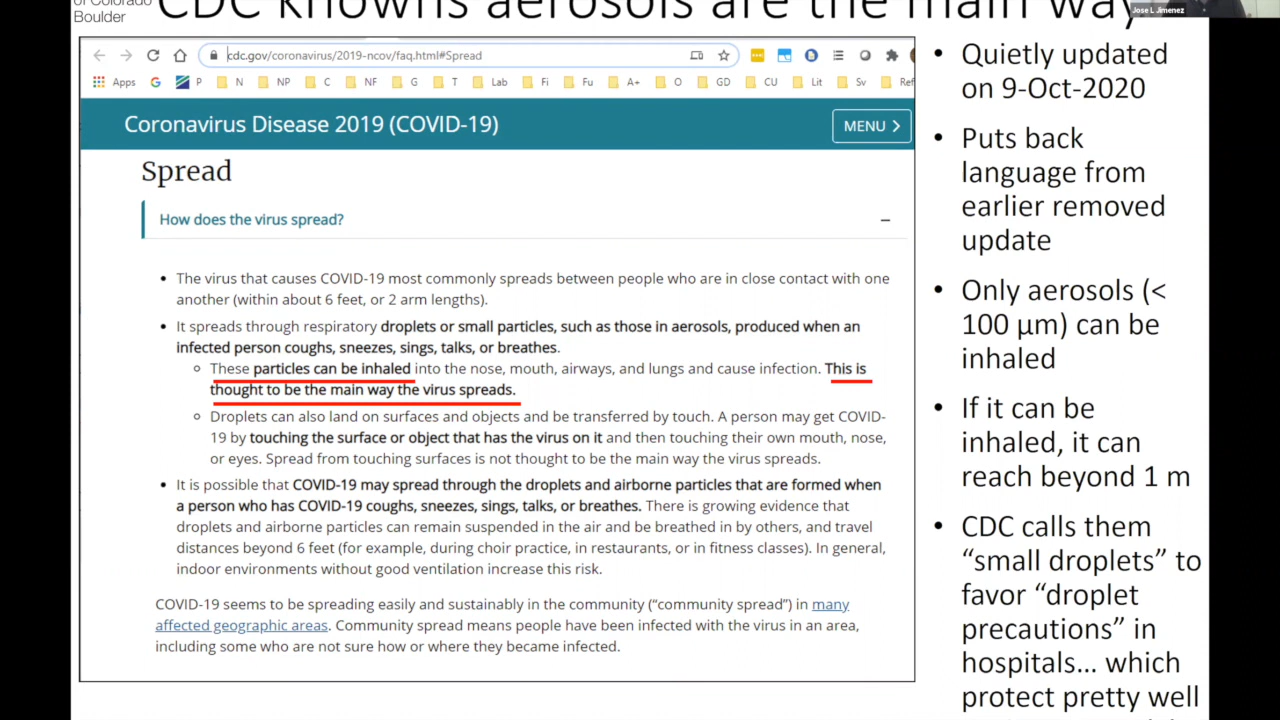 of Colorado
Boulder
CDC knowns aerosols are the main way
Jose L Jimenez
cdc.gov/coronavirus/2019-ncov/faq.html#Spread
Apps G P N NP C NF G T Lab Fi Fu A+ O GD CU Lit Sv Ref
Coronavirus Disease 2019 (COVID-19)
MENU >
Spread
How does the virus spread?
–
• The virus that causes COVID-19 most commonly spreads between people who are in close contact with one
another (within about 6 feet, or 2 arm lengths).
• It spreads through respiratory droplets or small particles, such as those in aerosols, produced when an
infected person coughs, sneezes, sings, talks, or breathes.
◦ These particles can be inhaled into the nose, mouth, airways, and lungs and cause infection. This is
thought to be the main way the virus spreads.
◦ Droplets can also land on surfaces and objects and be transferred by touch. A person may get COVID-
19 by touching the surface or object that has the virus on it and then touching their own mouth, nose,
or eyes. Spread from touching surfaces is not thought to be the main way the virus spreads.
• It is possible that COVID-19 may spread through the droplets and airborne particles that are formed when
a person who has COVID-19 coughs, sneezes, sings, talks, or breathes. There is growing evidence that
droplets and airborne particles can remain suspended in the air and be breathed in by others, and travel
distances beyond 6 feet (for example, during choir practice, in restaurants, or in fitness classes). In general,
indoor environments without good ventilation increase this risk.
COVID-19 seems to be spreading easily and sustainably in the community (“community spread”) in many
affected geographic areas. Community spread means people have been infected with the virus in an area,
including some who are not sure how or where they became infected.
• Quietly updated
on 9-Oct-2020
• Puts back
language from
earlier removed
update
• Only aerosols (<
100 µm) can be
inhaled
• If it can be
inhaled, it can
reach beyond 1 m
• CDC calls them
“small droplets” to
favor “droplet
precautions” in
hospitals… which
protect pretty well